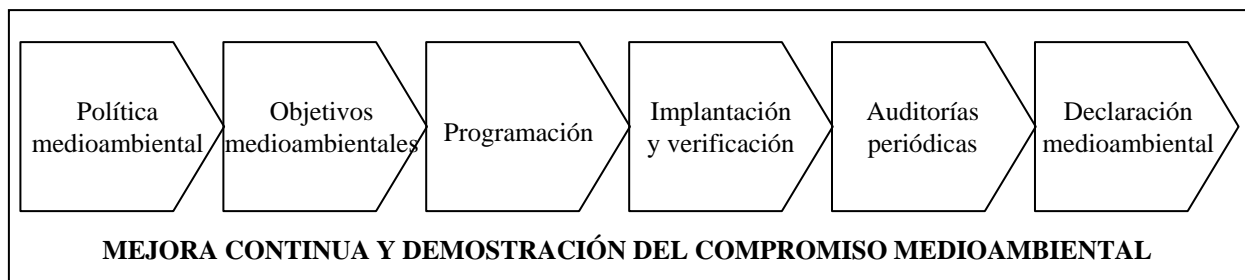 Política
medioambiental
Objetivos
medioambientales
Programación
Implantación
y verificación
Auditorías
periódicas
Declaración
medioambiental
MEJORA CONTINUA Y DEMOSTRACIÓN DEL COMPROMISO MEDIOAMBIENTAL